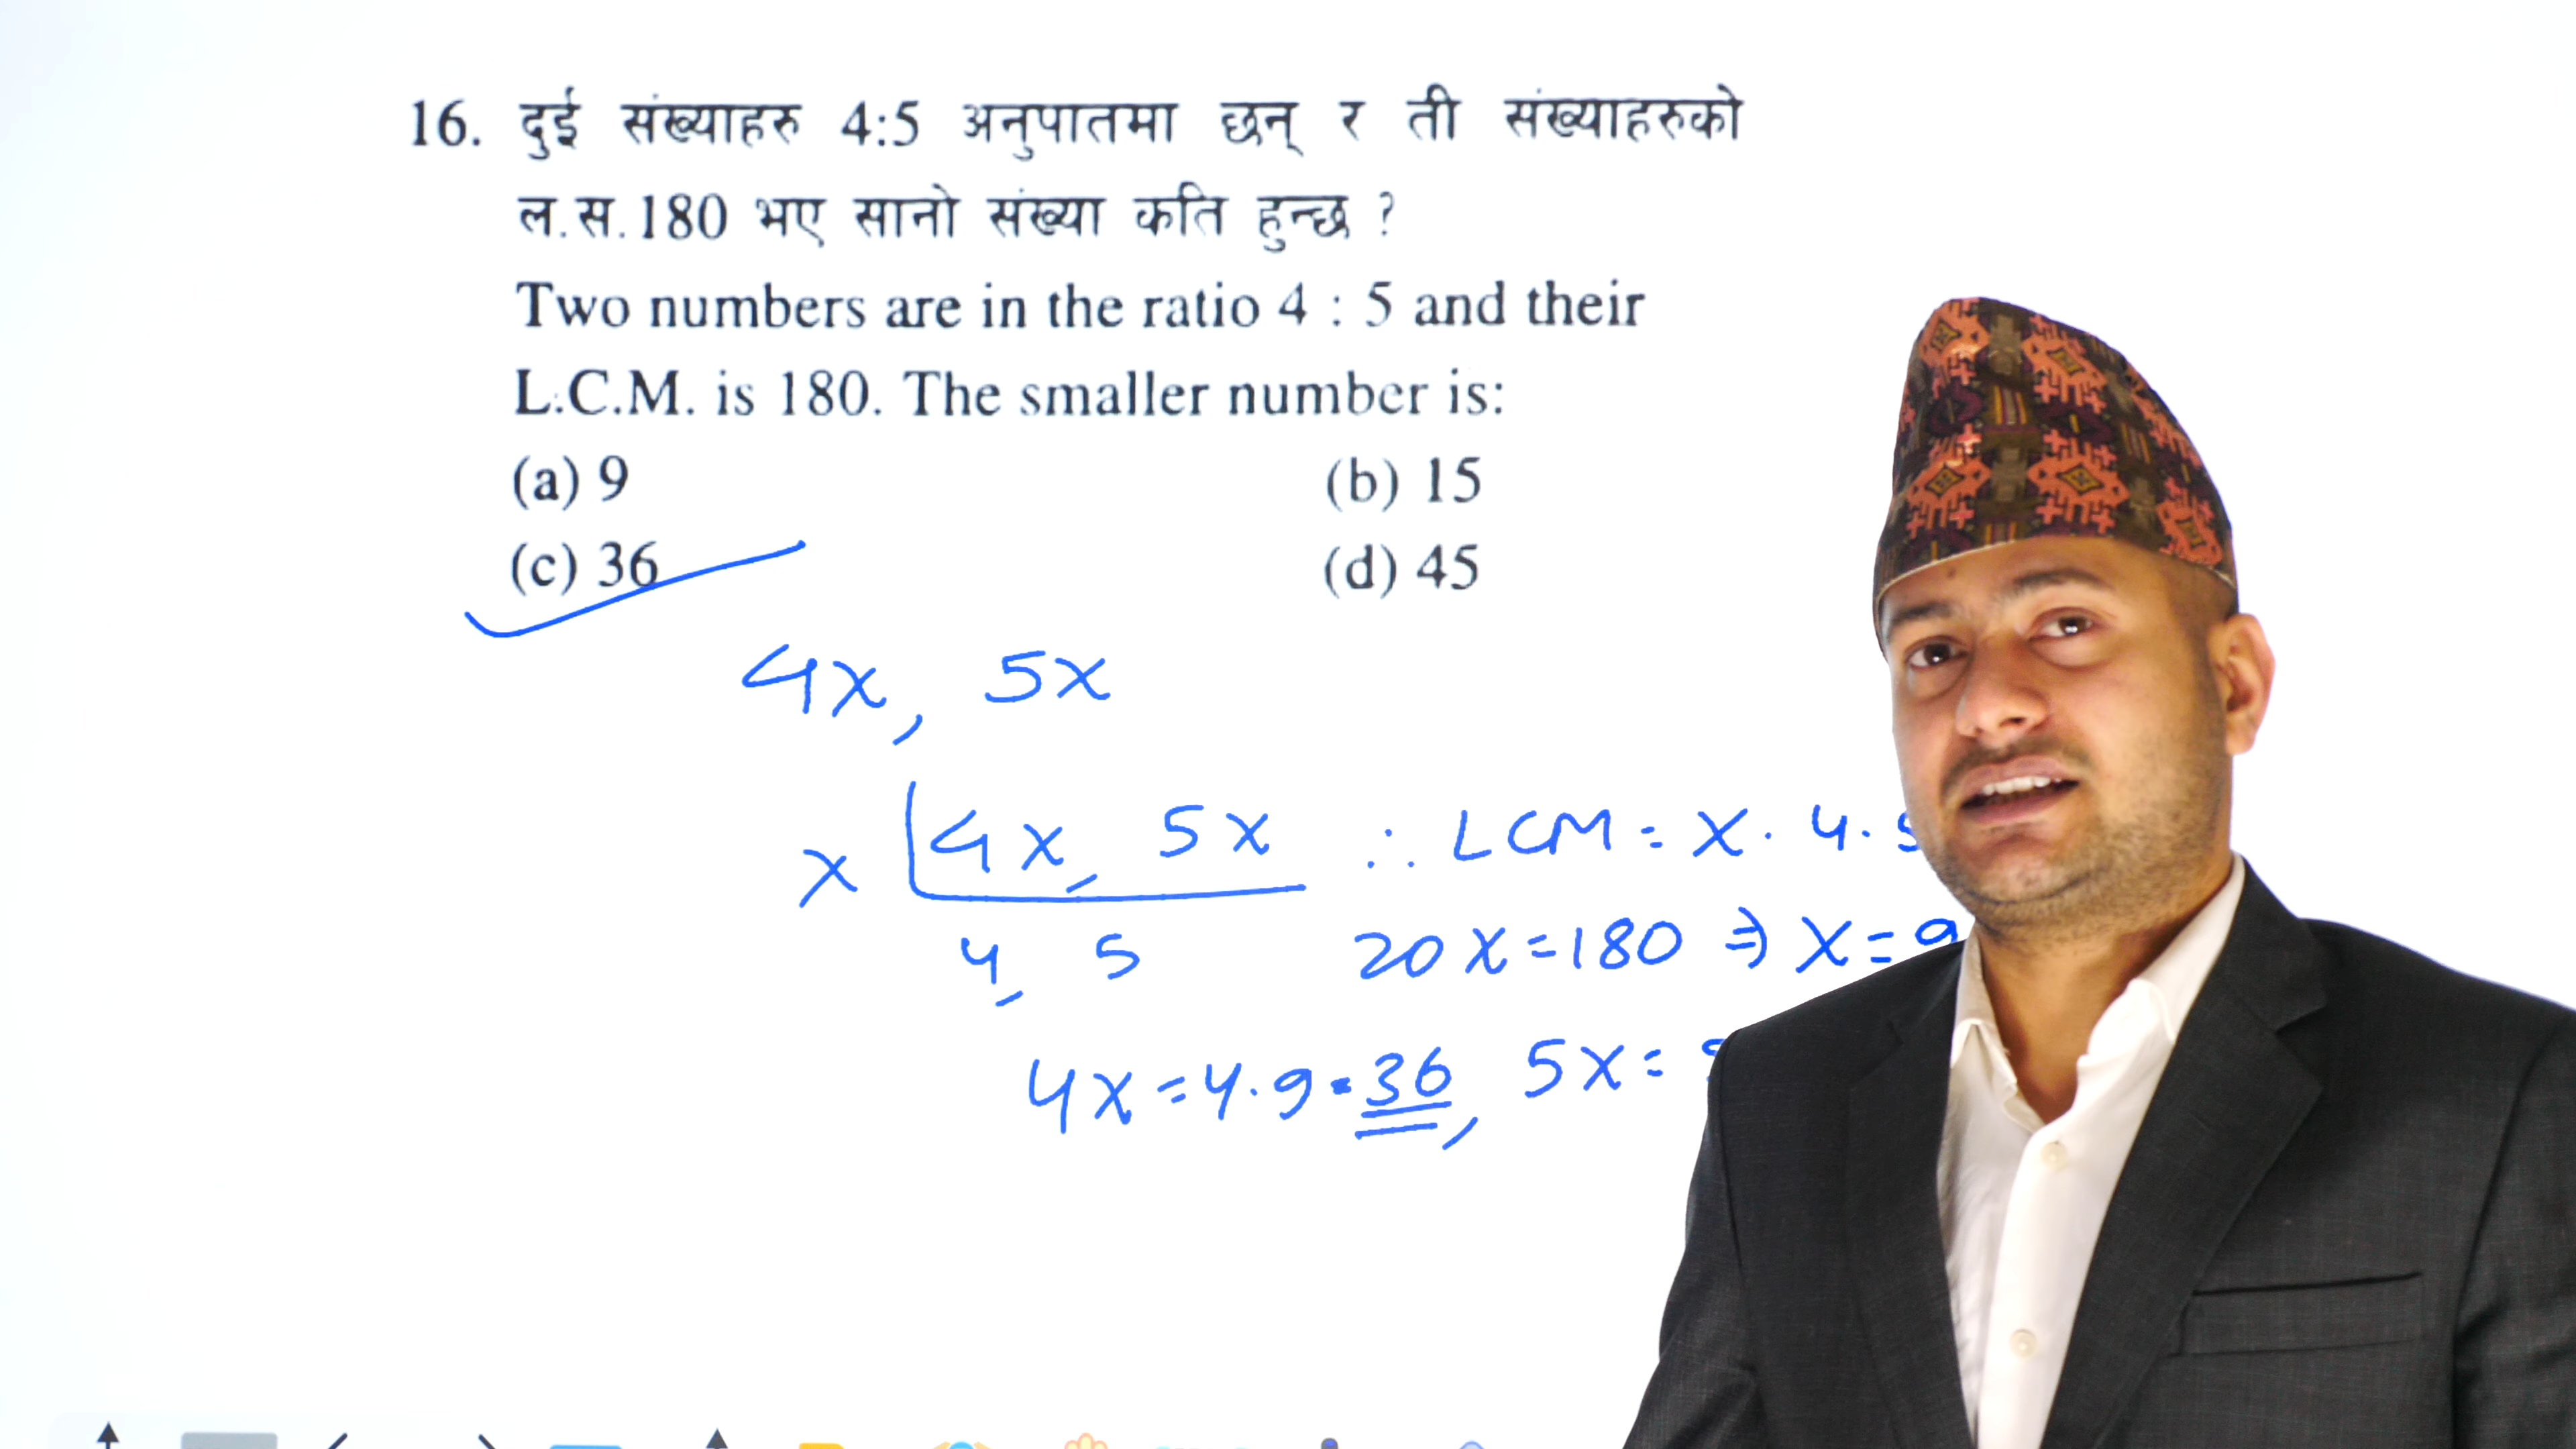 16. दुई संख्याहरु 4:5 अनुपातमा छन् र ती संख्याहरुको
ल.स.180 भए सानो संख्या कति हुन्छ ?
Two numbers are in the ratio 4 : 5 and their
L.C.M. is 180. The smaller number is:
(a) 9 (b) 15
(c) 36 (d) 45
4x, 5x
x 4x, 5x ∴ LCM = x · 4 ·
4, 5 20x = 180 ⇒ x = 9
4x = 4·9 = 36, 5x =